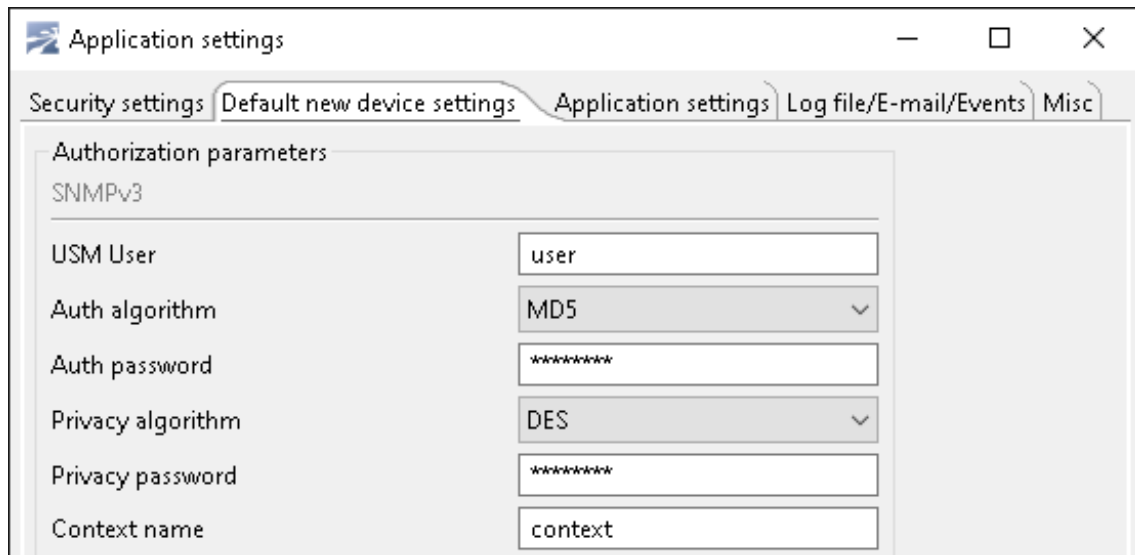 Application settings
Security settings Default new device settings Application settings Log file/E-mail/Events Misc
Authorization parameters
SNMPv3
USM User user
Auth algorithm MD5
Auth password ********
Privacy algorithm DES
Privacy password ********
Context name context